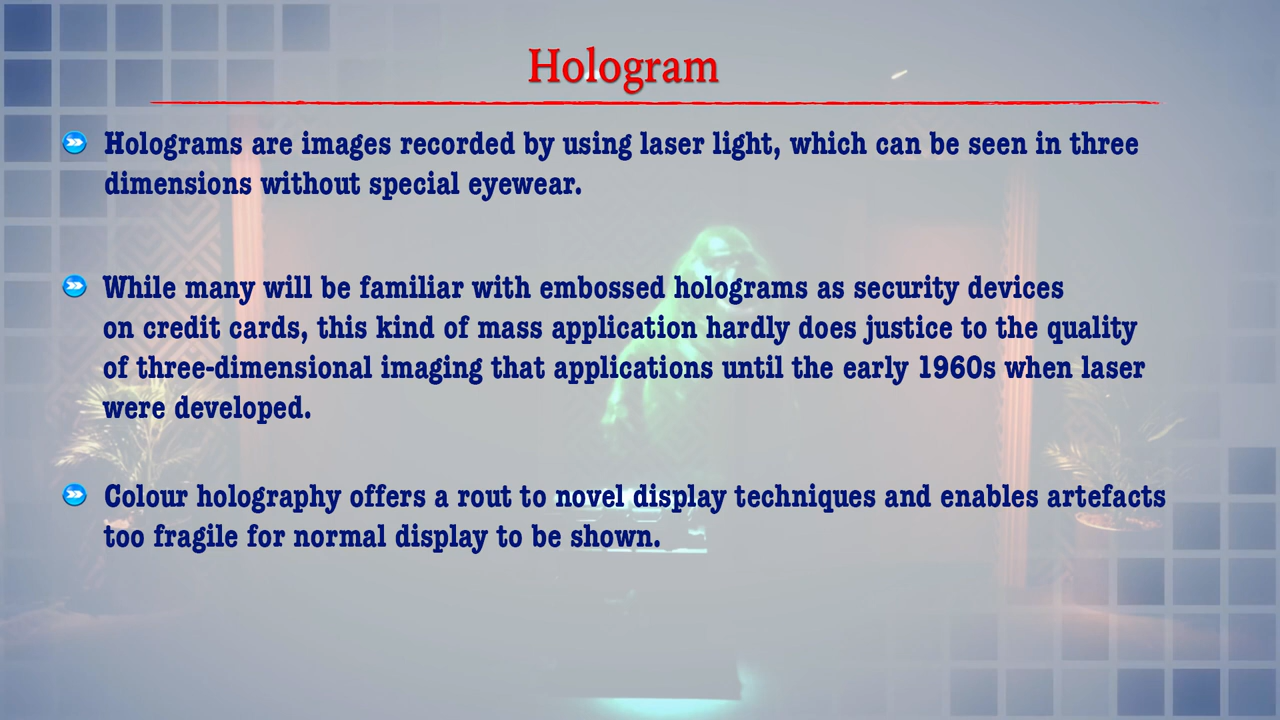 Hologram
Holograms are images recorded by using laser light, which can be seen in three
dimensions without special eyewear.
While many will be familiar with embossed holograms as security devices
on credit cards, this kind of mass application hardly does justice to the quality
of three-dimensional imaging that applications until the early 1960s when laser
were developed.
Colour holography offers a rout to novel display techniques and enables artefacts
too fragile for normal display to be shown.